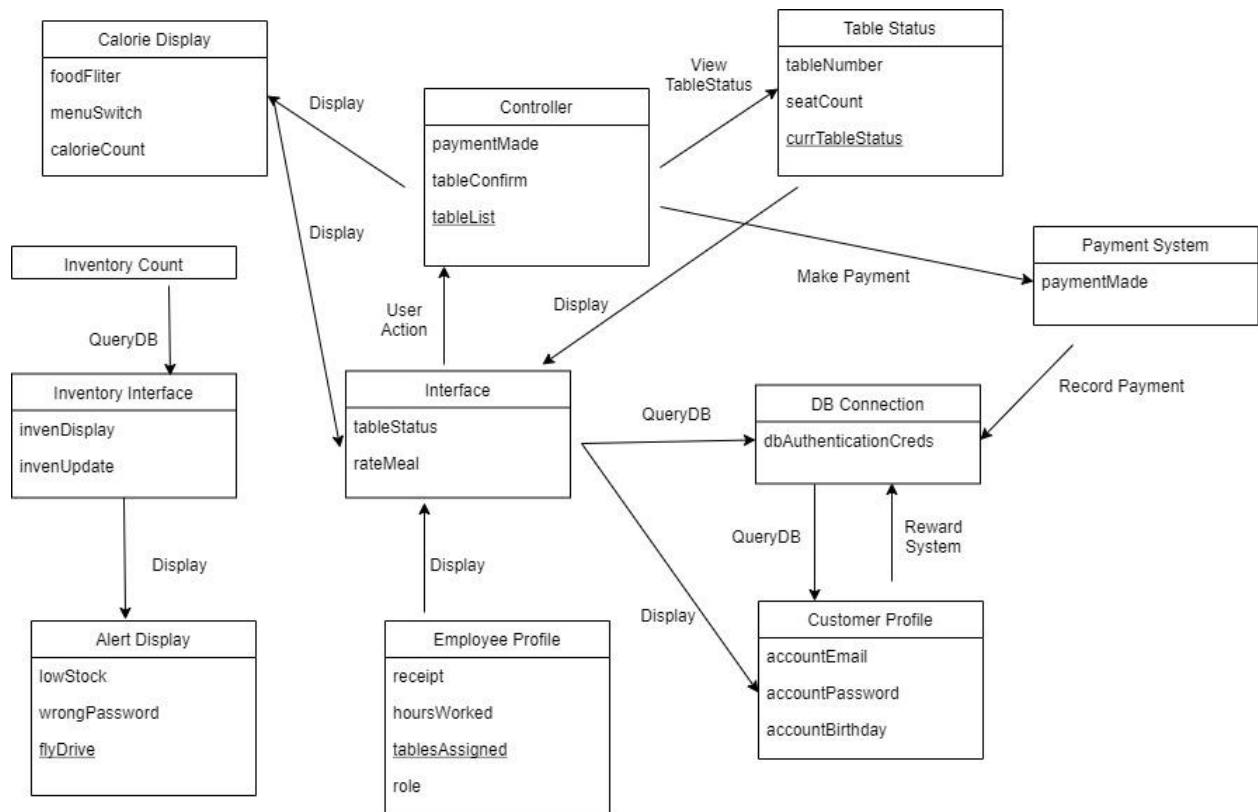 Calorie Display
foodFliter
menuSwitch
calorieCount
Display
Controller
paymentMade
tableConfirm
tableList
View
TableStatus
Table Status
tableNumber
seatCount
currTableStatus
Display
Inventory Count
QueryDB
User
Action
Display
Make Payment
Payment System
paymentMade
Record Payment
Inventory Interface
invenDisplay
invenUpdate
Interface
tableStatus
rateMeal
QueryDB
DB Connection
dbAuthenticationCreds
Display
Display
QueryDB
Reward
System
Display
Alert Display
lowStock
wrongPassword
flyDrive
Employee Profile
receipt
hoursWorked
tablesAssigned
role
Customer Profile
accountEmail
accountPassword
accountBirthday